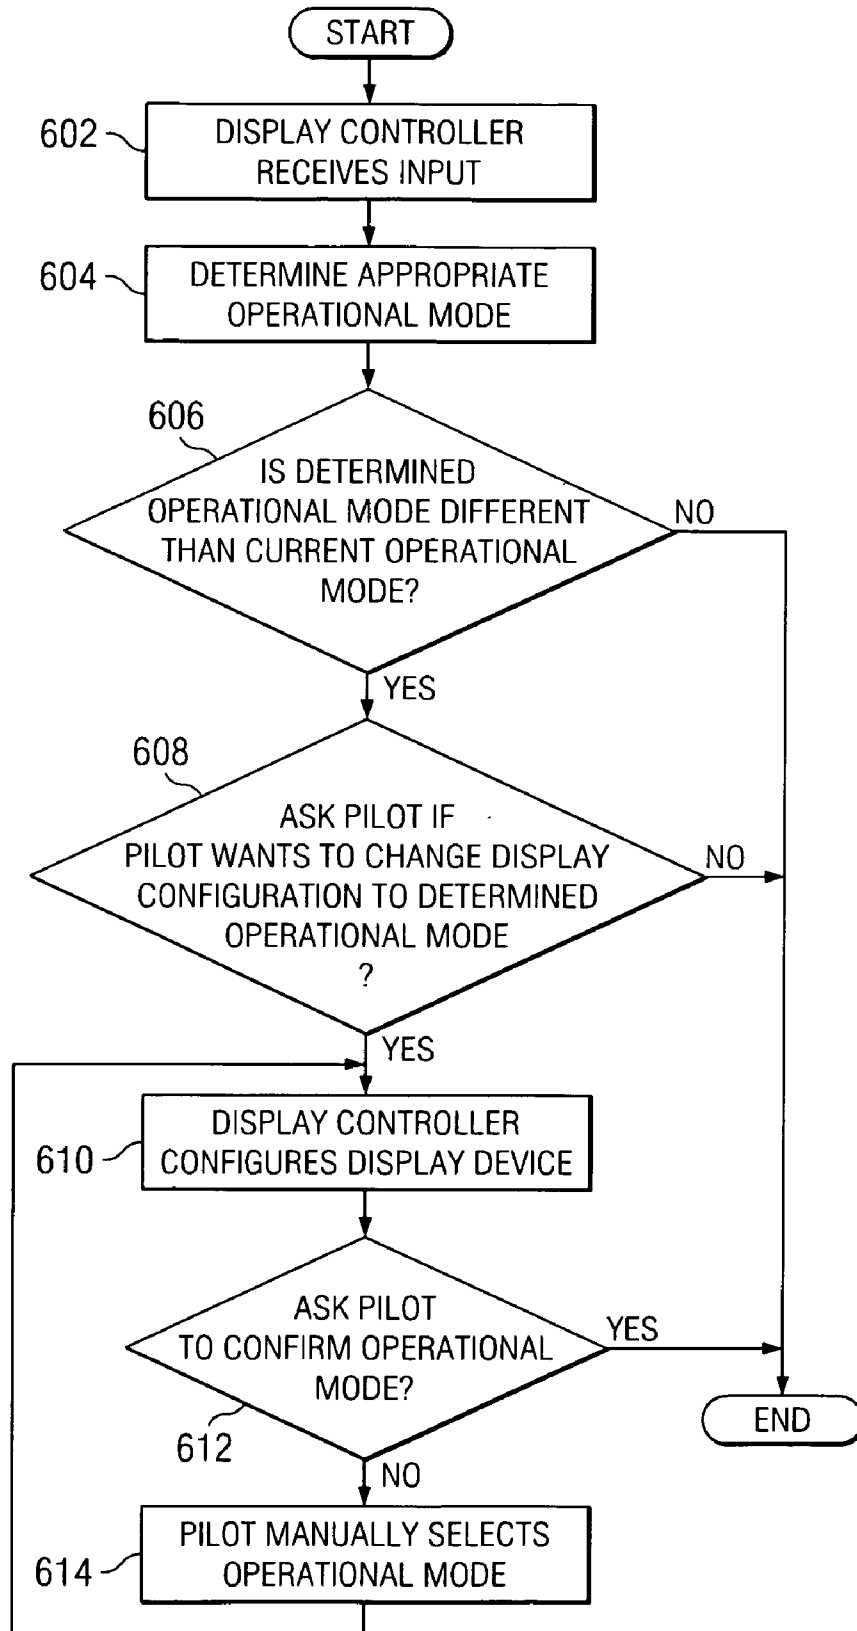 START
602
DISPLAY CONTROLLER
RECEIVES INPUT
604
DETERMINE APPROPRIATE
OPERATIONAL MODE
606
IS DETERMINED
OPERATIONAL MODE DIFFERENT
THAN CURRENT OPERATIONAL
MODE?
NO
YES
608
ASK PILOT IF
PILOT WANTS TO CHANGE DISPLAY
CONFIGURATION TO DETERMINED
OPERATIONAL MODE
?
NO
YES
610
DISPLAY CONTROLLER
CONFIGURES DISPLAY DEVICE
ASK PILOT
TO CONFIRM OPERATIONAL
MODE?
YES
612
END
NO
614
PILOT MANUALLY SELECTS
OPERATIONAL MODE